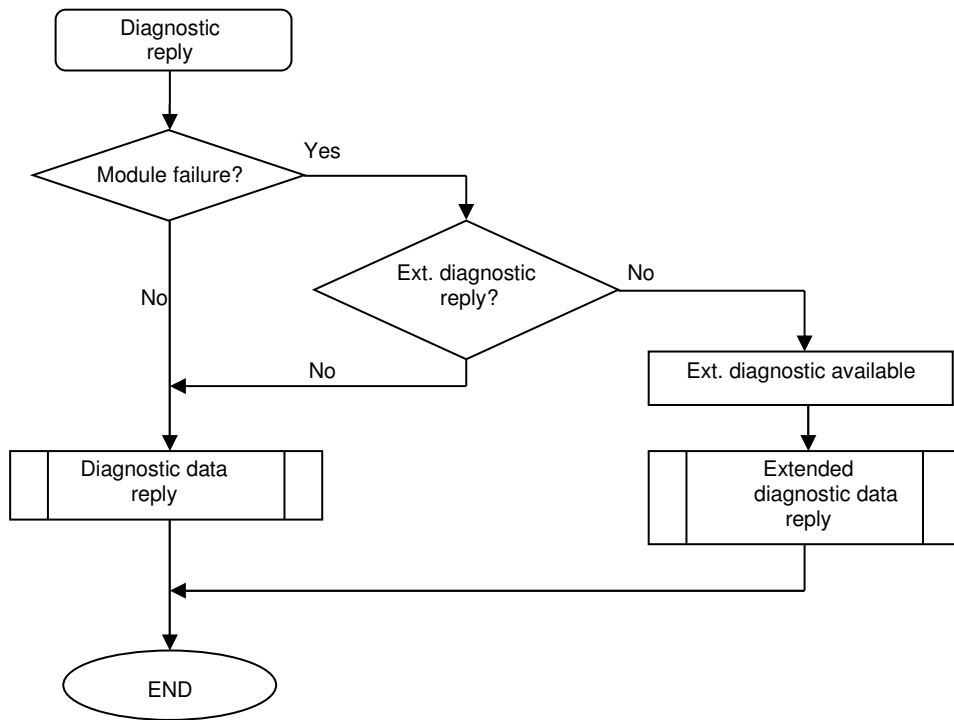 Diagnostic
reply
Yes
Module failure?
Ext. diagnostic
reply?
No
No
No
Ext. diagnostic available
Diagnostic data
reply
Extended
diagnostic data
reply
END